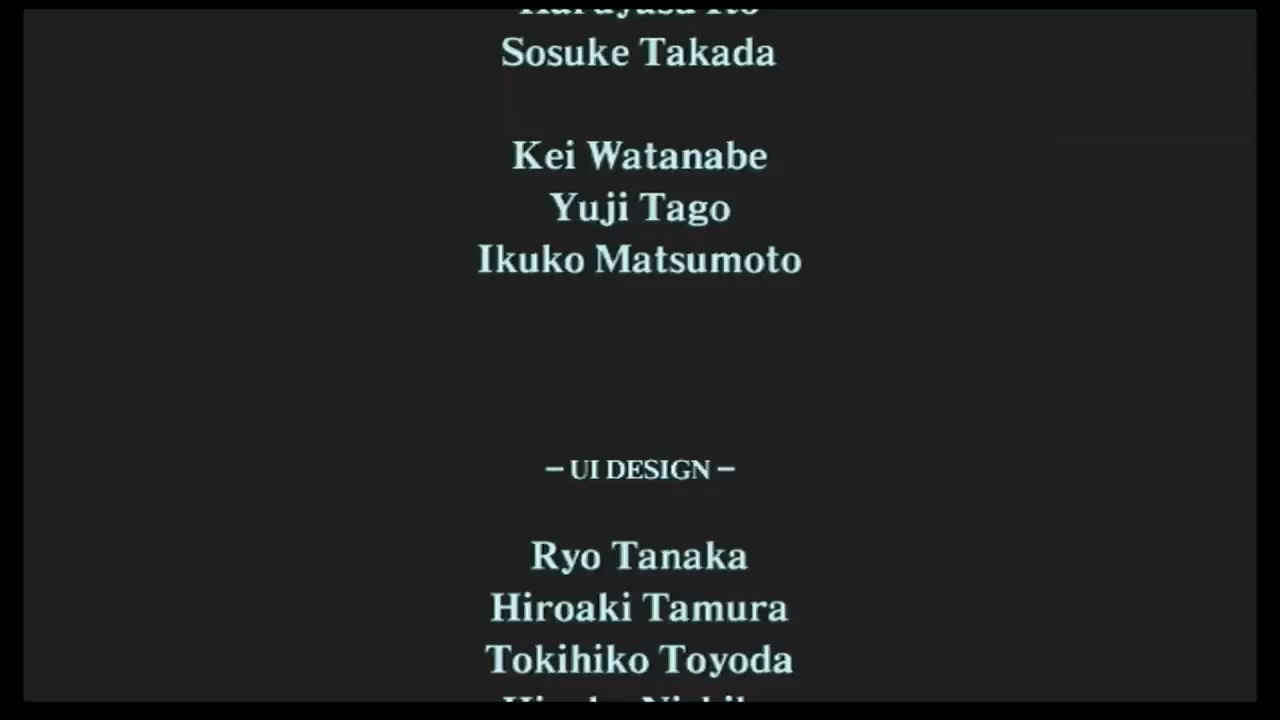 Sosuke Takada
Kei Watanabe
Yuji Tago
Ikuko Matsumoto
– UI DESIGN –
Ryo Tanaka
Hiroaki Tamura
Tokihiko Toyoda